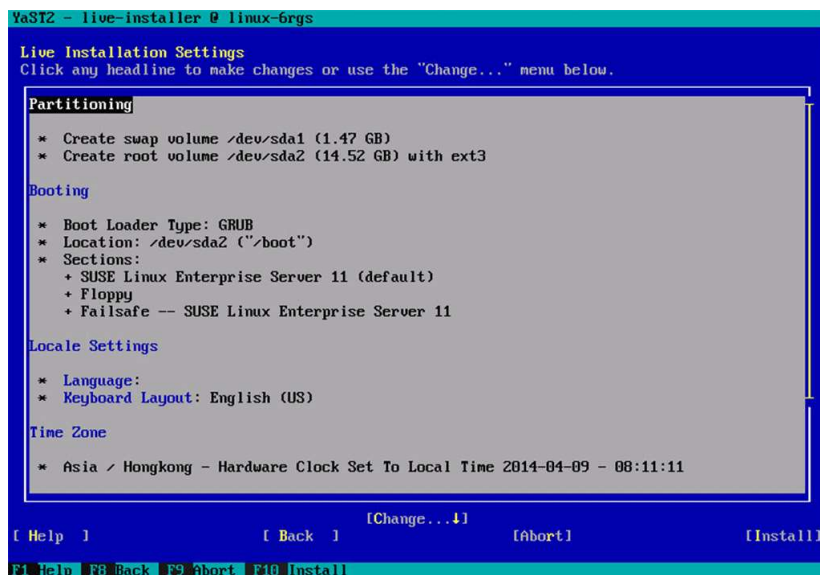 YaST2 - live-installer @ linux-6rgs
Live Installation Settings
Click any headline to make changes or use the "Change..." menu below.
Partitioning
* Create swap volume /dev/sda1 (1.47 GB)
* Create root volume /dev/sda2 (14.52 GB) with ext3
Booting
* Boot Loader Type: GRUB
* Location: /dev/sda2 ("/boot")
* Sections:
+ SUSE Linux Enterprise Server 11 (default)
+ Floppy
+ Failsafe -- SUSE Linux Enterprise Server 11
Locale Settings
* Language:
* Keyboard Layout: English (US)
Time Zone
* Asia / Hongkong - Hardware Clock Set To Local Time 2014-04-09 - 08:11:11
[Change...↓]
[ Help ] [ Back ] [Abort] [Install]
F1 Help F8 Back F9 Abort F10 Install